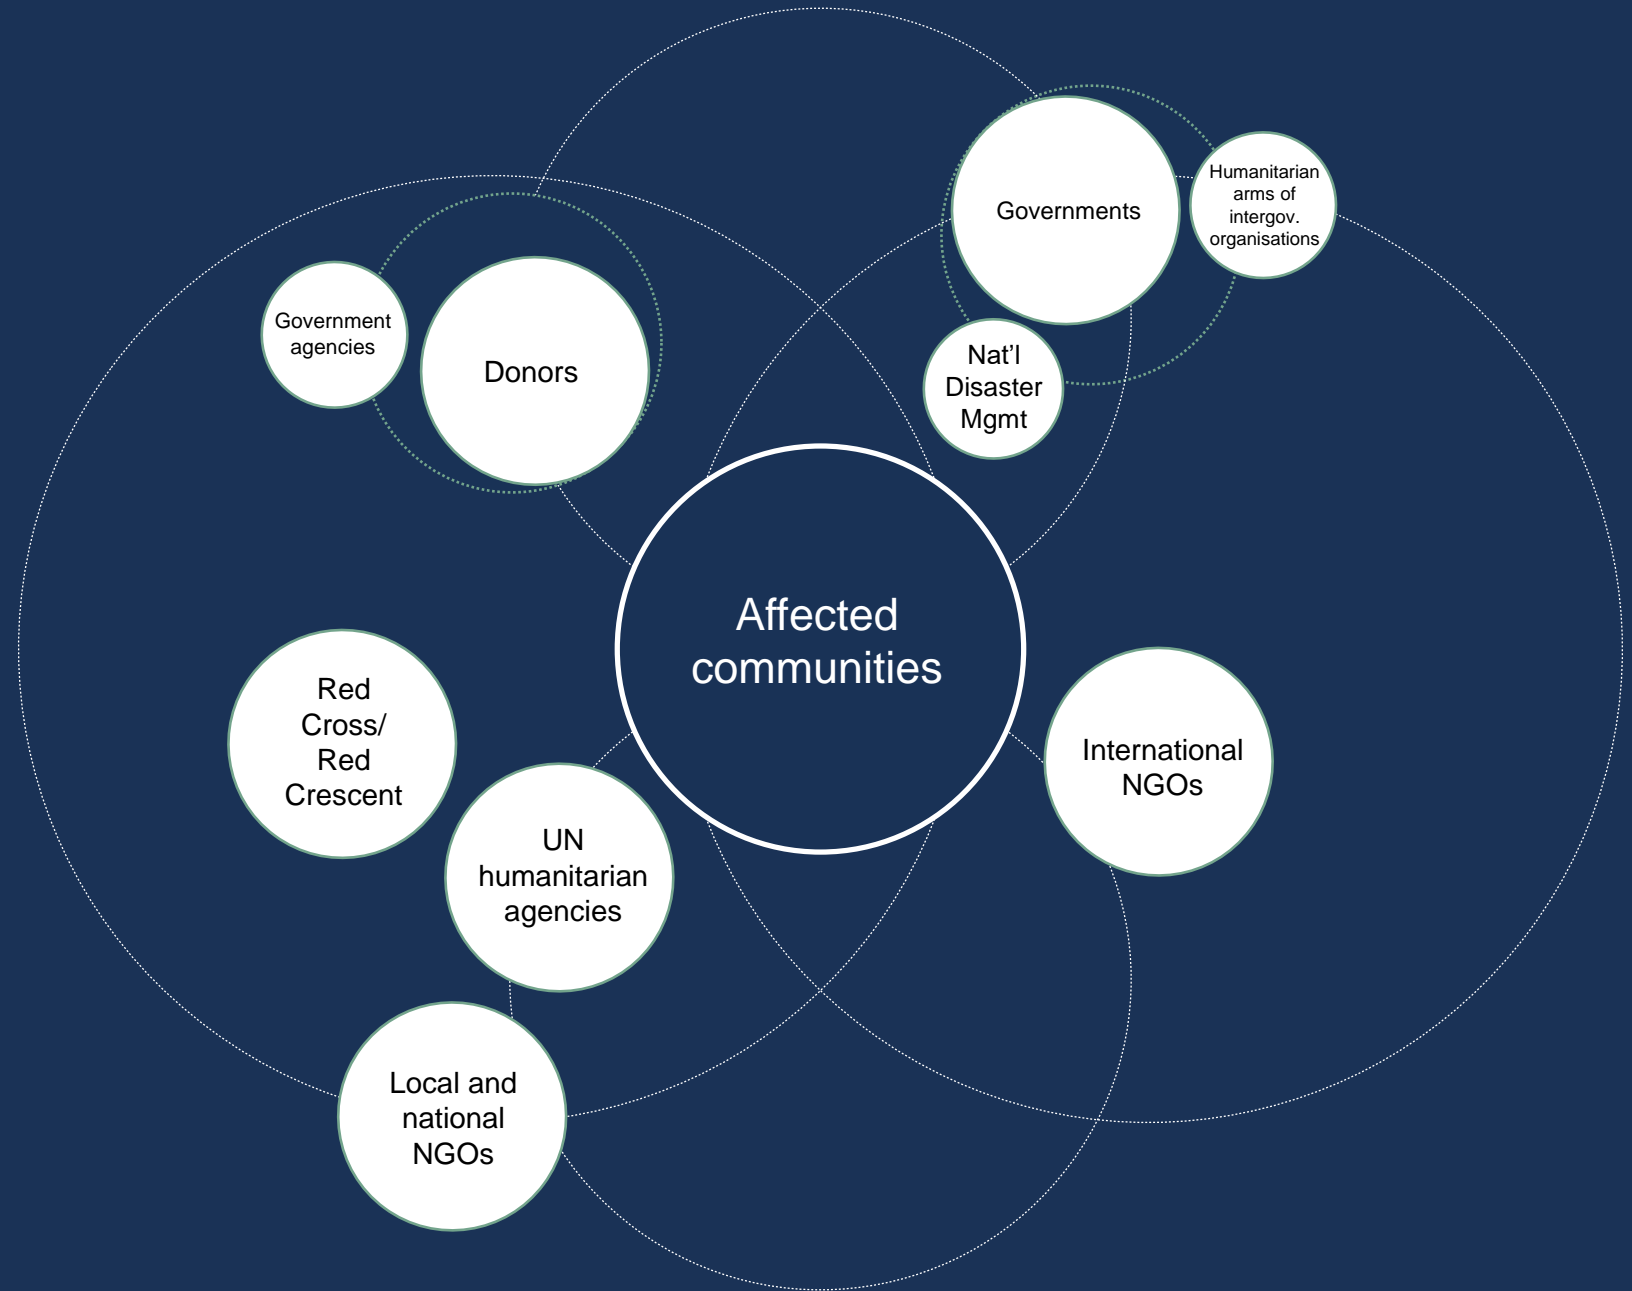 Governments
Humanitarian
arms of
intergov.
organisations
Government
agencies
Donors
Nat’l
Disaster
Mgmt
Affected
communities
Red
Cross/
Red
Crescent
International
NGOs
UN
humanitarian
agencies
Local and
national
NGOs